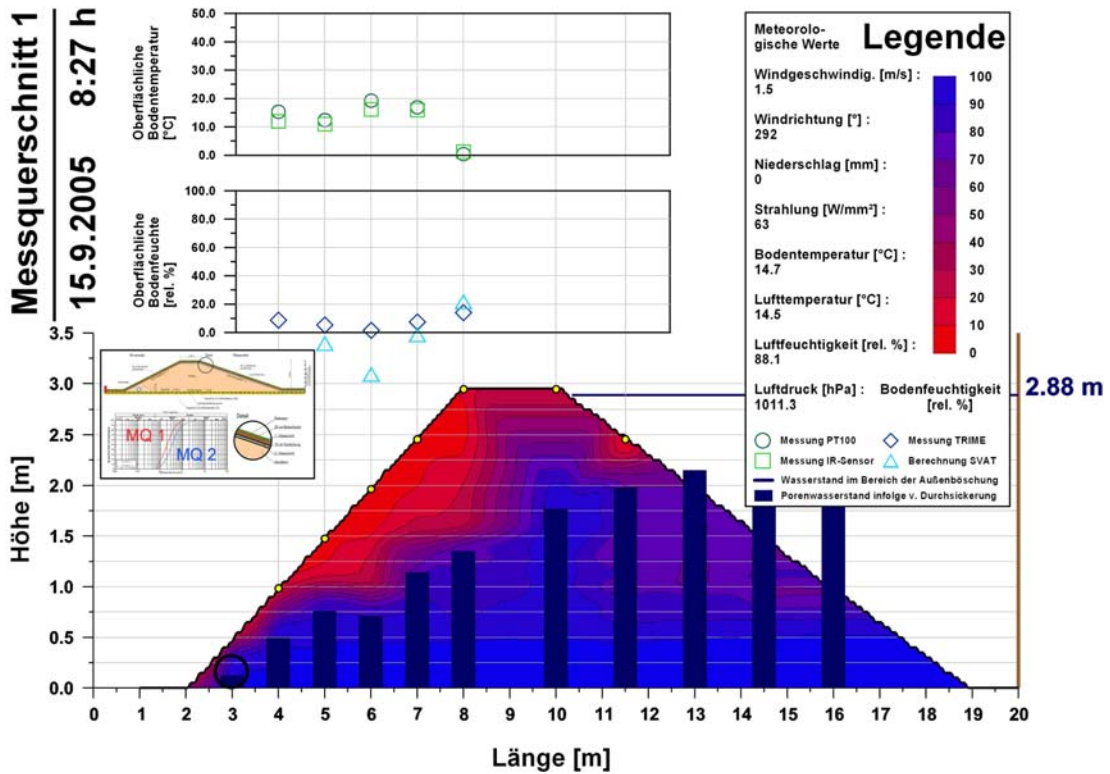 Messquerschnitt 1
15.9.2005 8:27 h
Oberflächliche
Bodentemperatur
[°C]
50.0
40.0
30.0
20.0
10.0
0.0
Oberflächliche
Bodenfeuchte
[rel. %]
100.0
80.0
60.0
40.0
20.0
0.0
Meteorolo-
gische Werte
Legende
Windgeschwindig. [m/s] :
1.5
Windrichtung [°] :
292
Niederschlag [mm] :
0
Strahlung [W/mm²] :
63
Bodentemperatur [°C] :
14.7
Lufttemperatur [°C] :
14.5
Luftfeuchtigkeit [rel. %] :
88.1
Luftdruck [hPa] :
1011.3
100
90
80
70
60
50
40
30
20
10
0
Bodenfeuchtigkeit
[rel. %]
Messung PT100
Messung TRIME
Messung IR-Sensor
Berechnung SVAT
Wasserstand im Bereich der Außenböschung
Porenwasserstand infolge v. Durchsickerung
2.88 m
MQ 1
MQ 2
Höhe [m]
3.5
3.0
2.5
2.0
1.5
1.0
0.5
0.0
0 1 2 3 4 5 6 7 8 9 10 11 12 13 14 15 16 17 18 19 20
Länge [m]